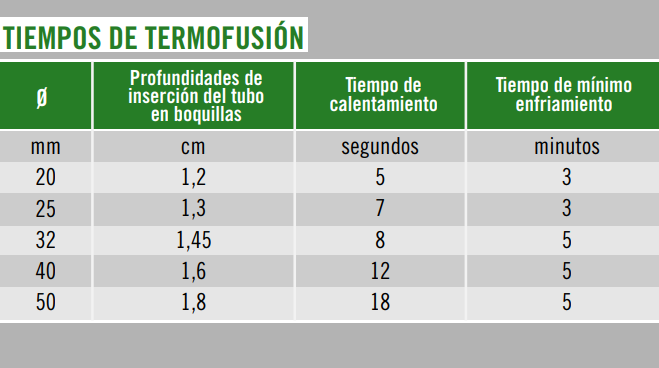 TIEMPOS DE TERMOFUSIÓN
Ø
Profundidades de
inserción del tubo
en boquillas
Tiempo de
calentamiento
Tiempo de mínimo
enfriamiento
mm cm segundos minutos
20 1,2 5 3
25 1,3 7 3
32 1,45 8 5
40 1,6 12 5
50 1,8 18 5